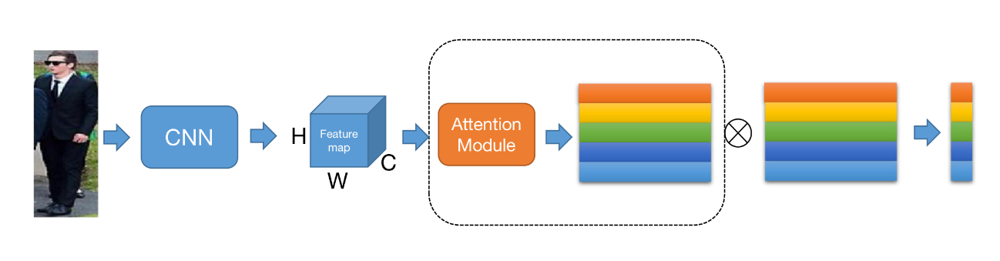 CNN
H
Feature
map
C
W
Attention
Module